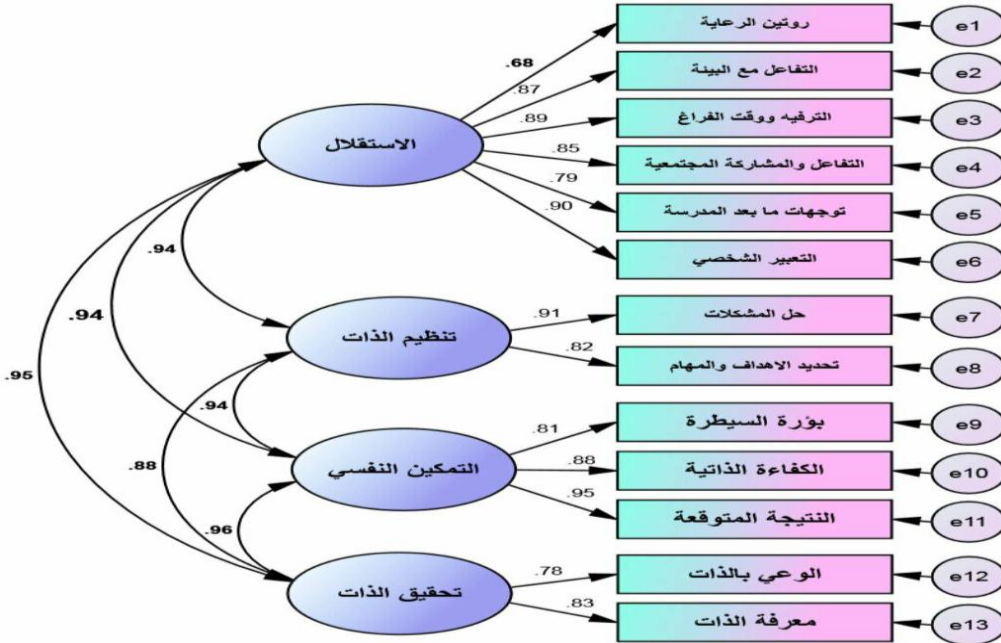 روتين الرعاية
e1
.68
التفاعل مع البيئة
e2
.87
الترفيه ووقت الفراغ
e3
.89
التفاعل والمشاركة المجتمعية
e4
.85
الاستقلال
توجهات ما بعد المدرسة
e5
.79
التعبير الشخصي
e6
.90
.94
حل المشكلات
e7
.91
تنظيم الذات
.94
تحديد الاهداف والمهام
e8
.82
.95
.94
بؤرة السيطرة
e9
.81
.88
التمكين النفسي
الكفاءة الذاتية
e10
.88
النتيجة المتوقعة
e11
.95
.96
الوعي بالذات
e12
.78
تحقيق الذات
معرفة الذات
e13
.83